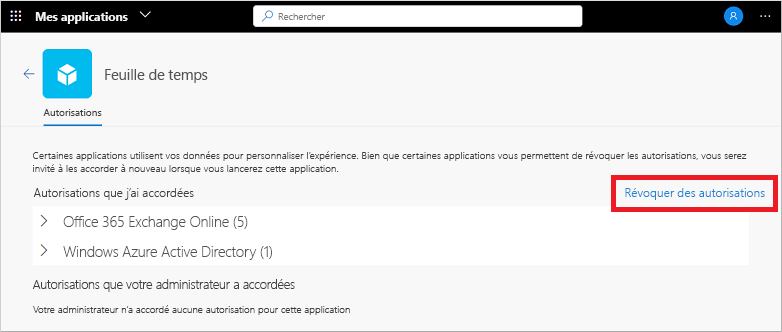 Mes applications
Rechercher
Feuille de temps
Autorisations
Certaines applications utilisent vos données pour personnaliser l'expérience. Bien que certaines applications vous permettent de révoquer les autorisations, vous serez
invité à les accorder à nouveau lorsque vous lancerez cette application.
Autorisations que j'ai accordées
Révoquer des autorisations
Office 365 Exchange Online (5)
Windows Azure Active Directory (1)
Autorisations que votre administrateur a accordées
Votre administrateur n'a accordé aucune autorisation pour cette application